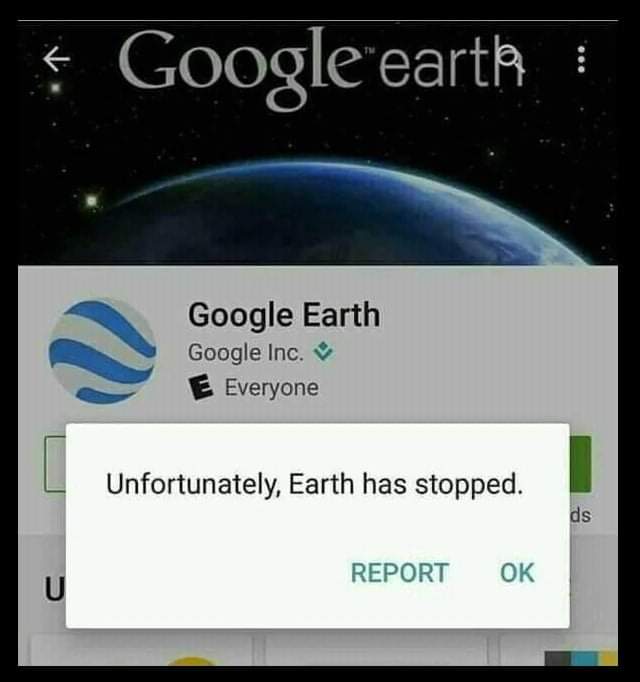 Google™ earth
Google Earth
Google Inc.
E Everyone
Unfortunately, Earth has stopped.
ds
REPORT OK
U